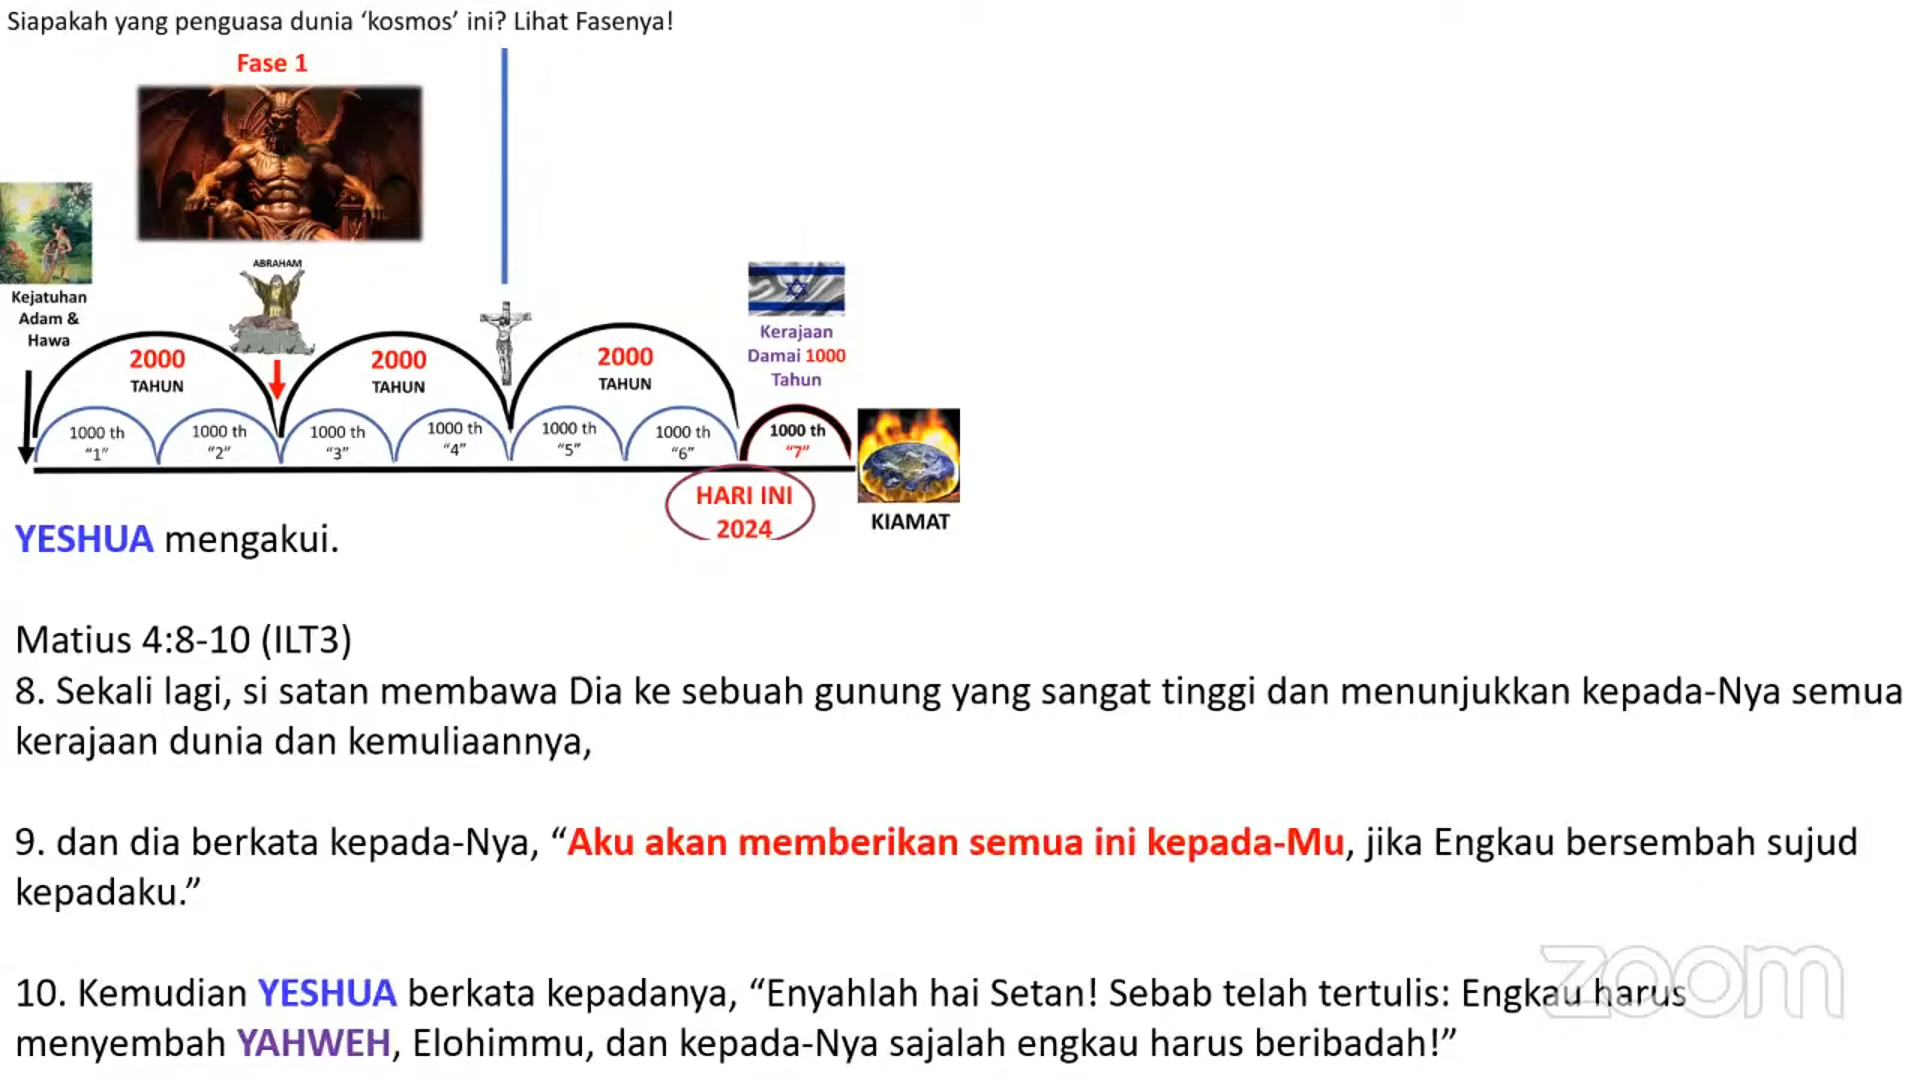 Siapakah yang penguasa dunia ‘kosmos’ ini? Lihat Fasenya!
Fase 1
ABRAHAM
Kejatuhan
Adam &
Hawa
2000
TAHUN
2000
TAHUN
2000
TAHUN
Kerajaan
Damai 1000
Tahun
1000 th
“1”
1000 th
“2”
1000 th
“3”
1000 th
“4”
1000 th
“5”
1000 th
“6”
1000 th
“7”
HARI INI
2024
KIAMAT
YESHUA mengakui.
Matius 4:8-10 (ILT3)
8. Sekali lagi, si satan membawa Dia ke sebuah gunung yang sangat tinggi dan menunjukkan kepada-Nya semua
kerajaan dunia dan kemuliaannya,
9. dan dia berkata kepada-Nya, “Aku akan memberikan semua ini kepada-Mu, jika Engkau bersembah sujud
kepadaku.”
10. Kemudian YESHUA berkata kepadanya, “Enyahlah hai Setan! Sebab telah tertulis: Engkau harus
menyembah YAHWEH, Elohimmu, dan kepada-Nya sajalah engkau harus beribadah!”
zoom